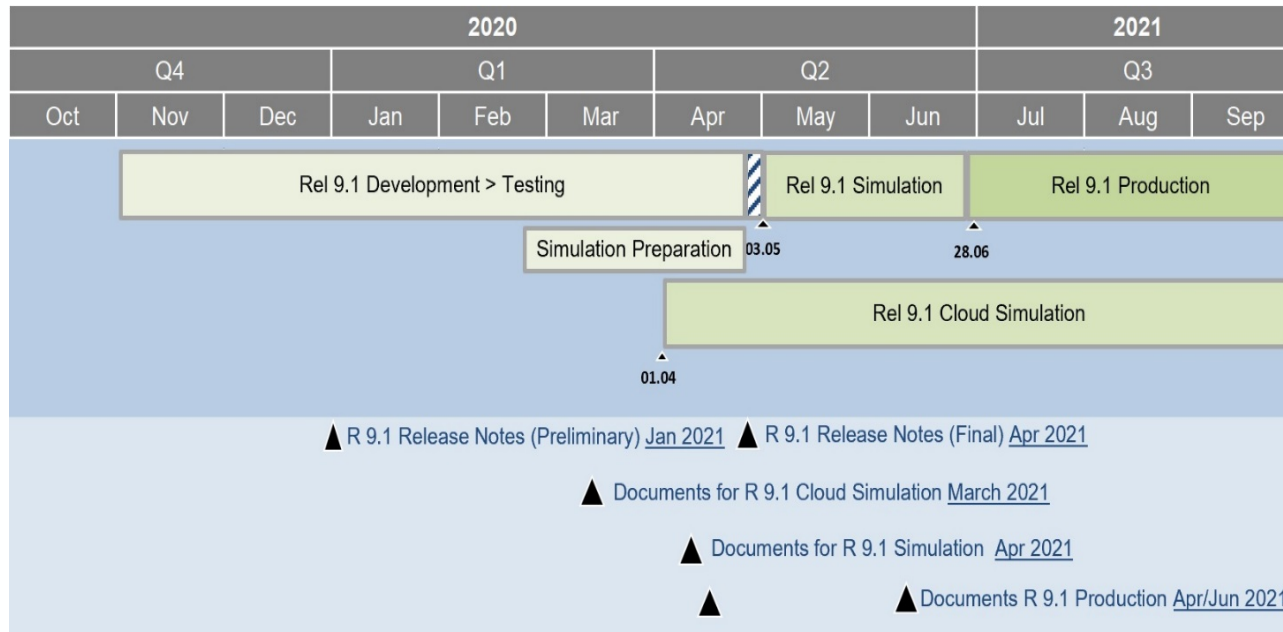 2020 2021
Q4 Q1 Q2 Q3
Oct Nov Dec Jan Feb Mar Apr May Jun Jul Aug Sep
Rel 9.1 Development > Testing Rel 9.1 Simulation Rel 9.1 Production
Simulation Preparation 03.05 28.06
Rel 9.1 Cloud Simulation
01.04
R 9.1 Release Notes (Preliminary) Jan 2021 R 9.1 Release Notes (Final) Apr 2021
Documents for R 9.1 Cloud Simulation March 2021
Documents for R 9.1 Simulation Apr 2021
Documents R 9.1 Production Apr/Jun 2021